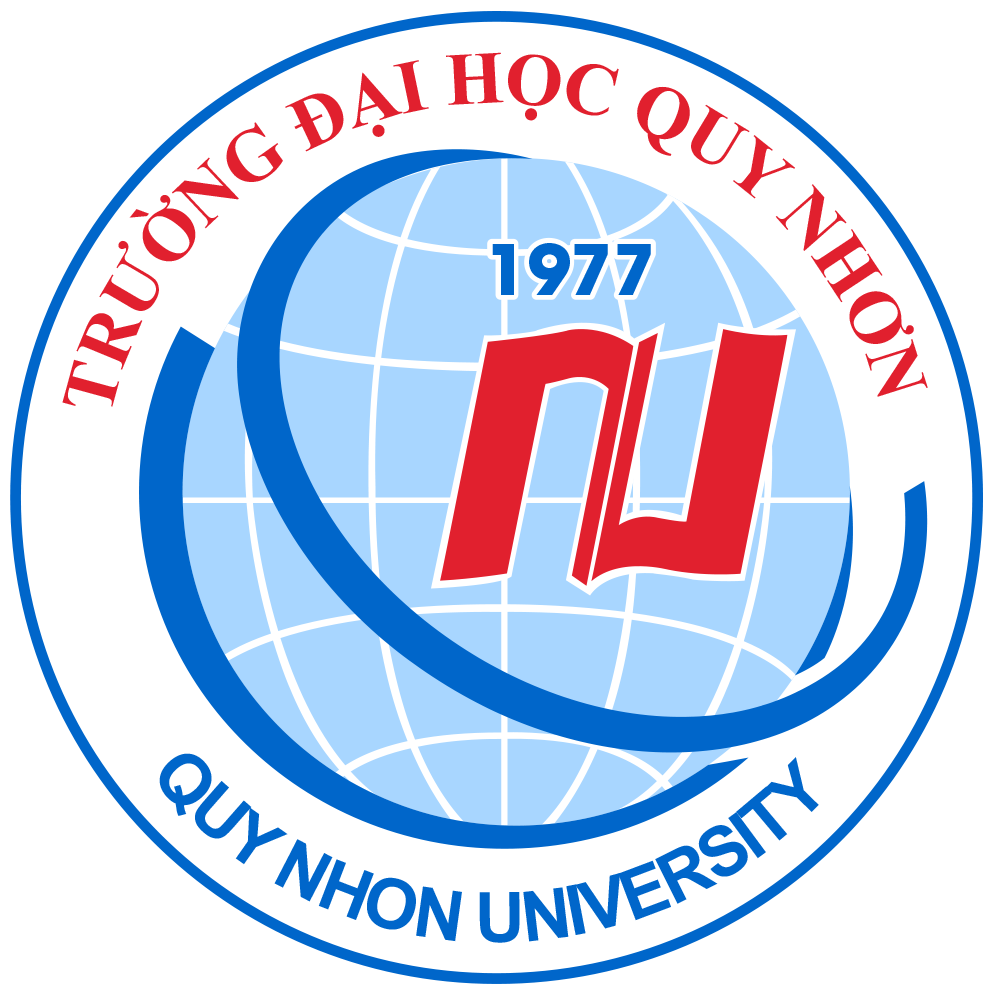 TRƯỜNG ĐẠI HỌC QUY NHƠN
1977
QUY NHON UNIVERSITY